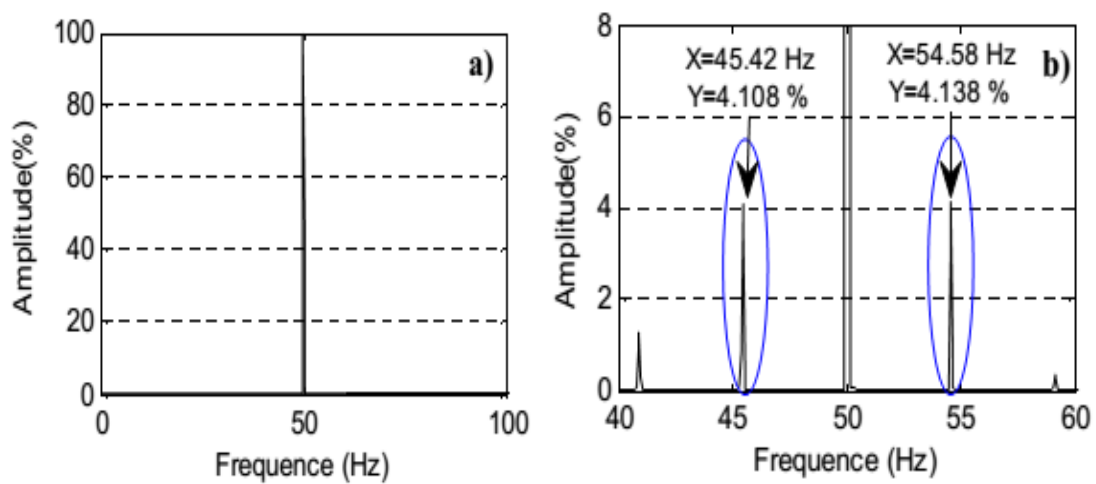 100
80
60
40
20
0
0 50 100
Amplitude(%)
Frequence (Hz)
a)
8
6
4
2
0
40 45 50 55 60
Amplitude(%)
Frequence (Hz)
X=45.42 Hz
Y=4.108 %
X=54.58 Hz
Y=4.138 %
b)